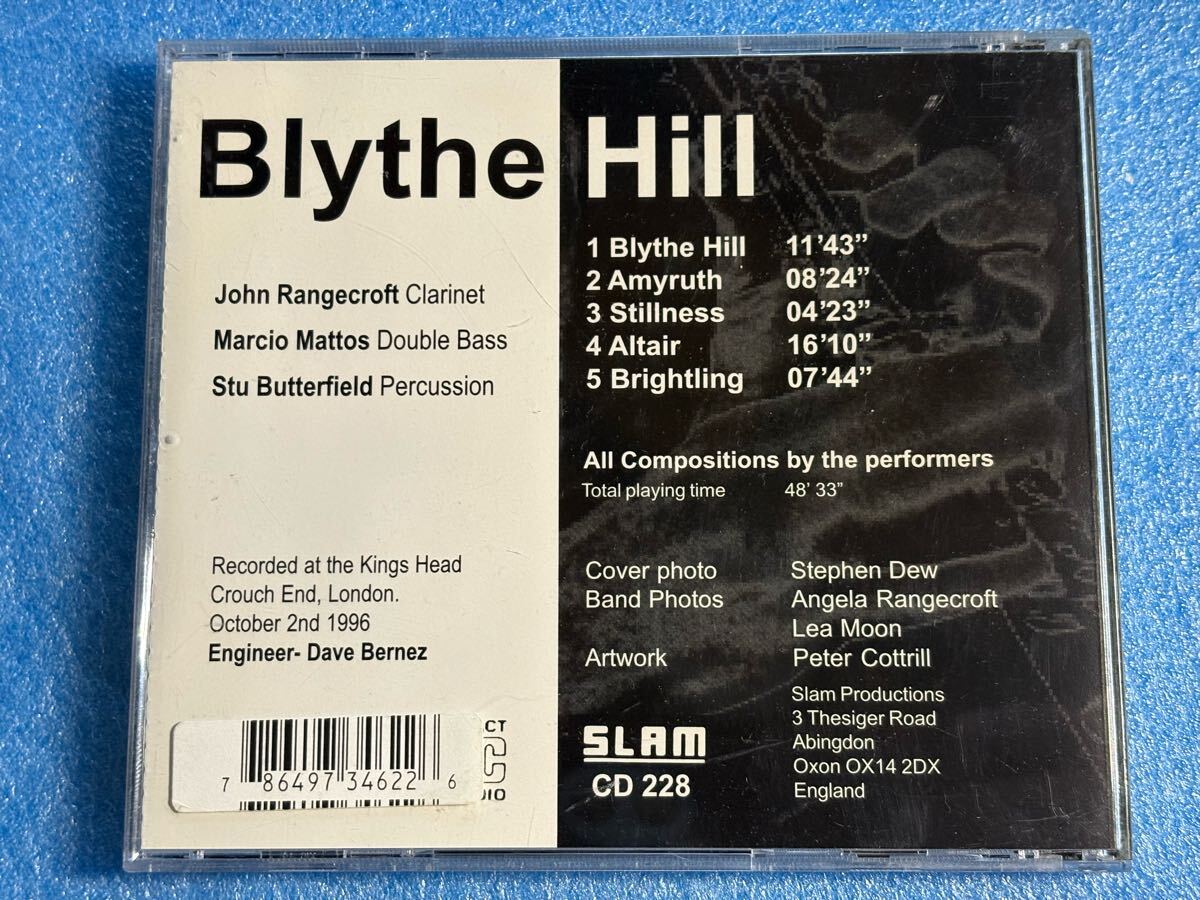 Blythe Hill
John Rangecroft Clarinet
Marcio Mattos Double Bass
Stu Butterfield Percussion
Recorded at the Kings Head
Crouch End, London.
October 2nd 1996
Engineer- Dave Bernez
7 86497 34622 6
CT
DIO
1 Blythe Hill 11’43”
2 Amyruth 08’24”
3 Stillness 04’23”
4 Altair 16’10”
5 Brightling 07’44”
All Compositions by the performers
Total playing time 48’ 33”
Cover photo Stephen Dew
Band Photos Angela Rangecroft
Lea Moon
Artwork Peter Cottrill
SLAM
CD 228
Slam Productions
3 Thesiger Road
Abingdon
Oxon OX14 2DX
England